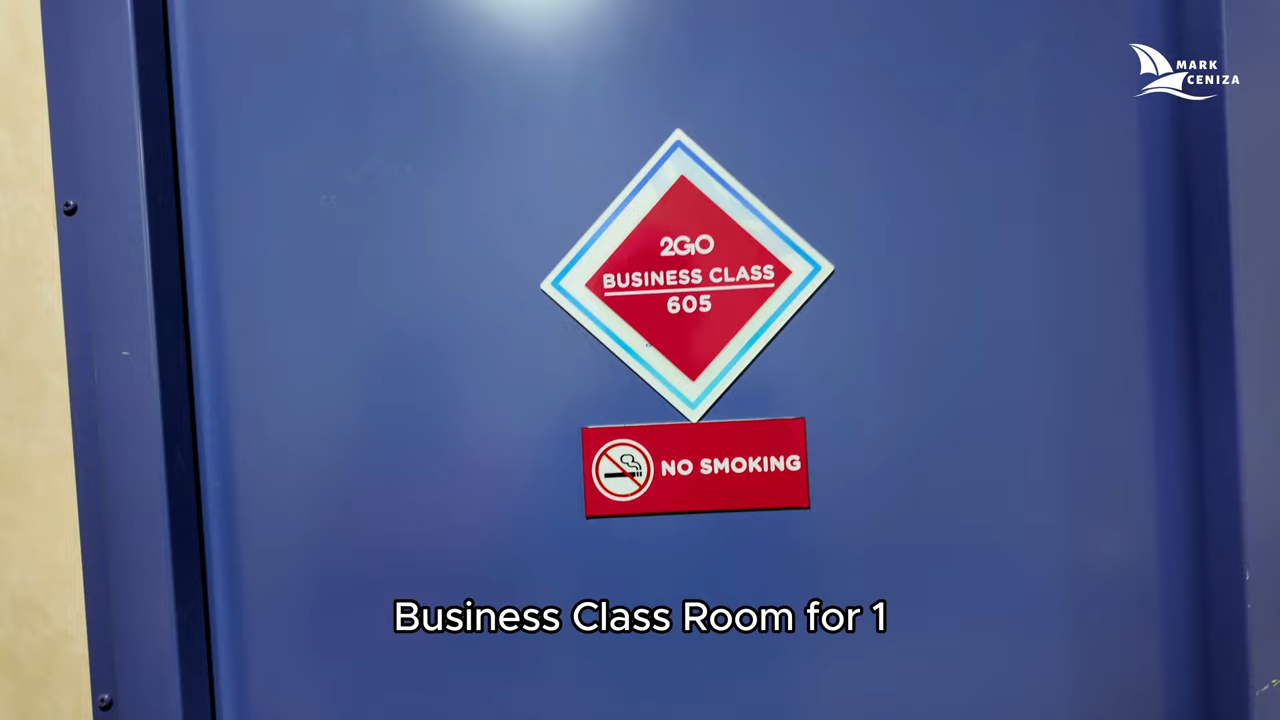 MARK
CENIZA
2GO
BUSINESS CLASS
605
NO SMOKING
Business Class Room for 1